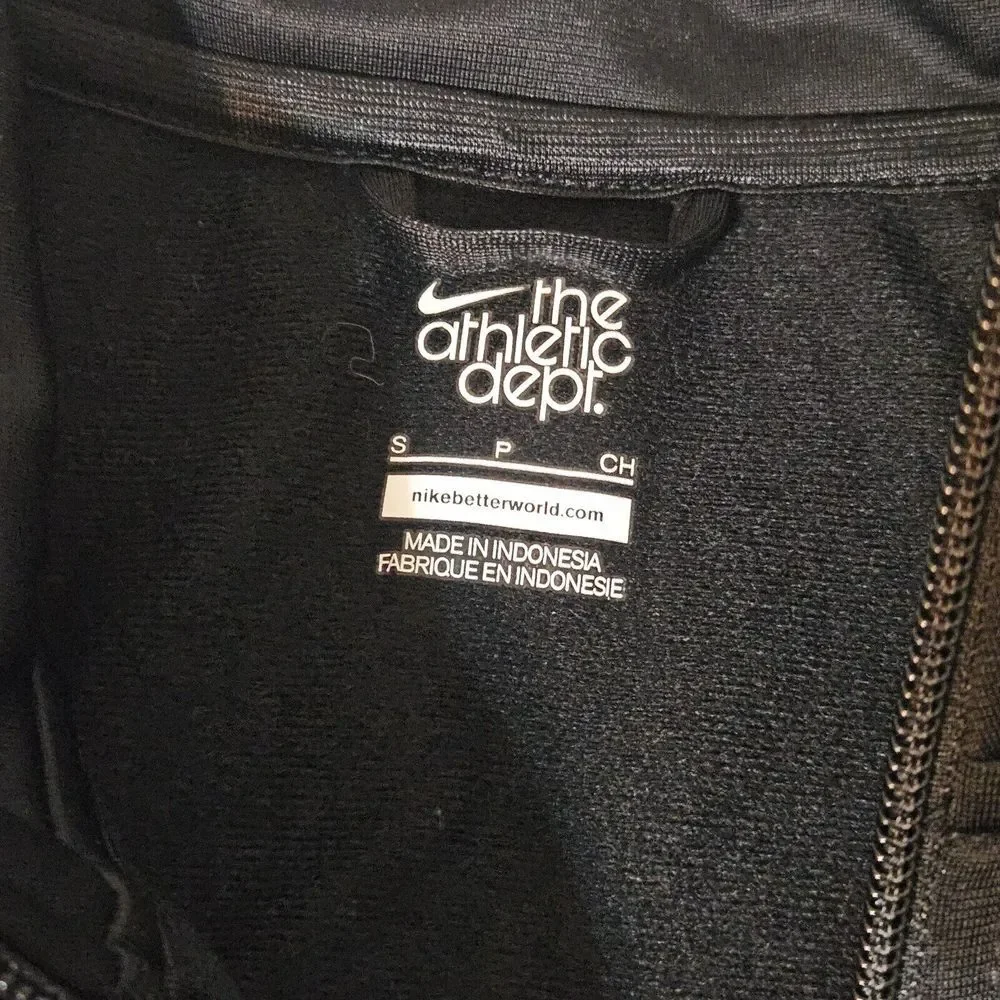 the
athletic
dept.
S P CH
nikebetterworld.com
MADE IN INDONESIA
FABRIQUE EN INDONESIE